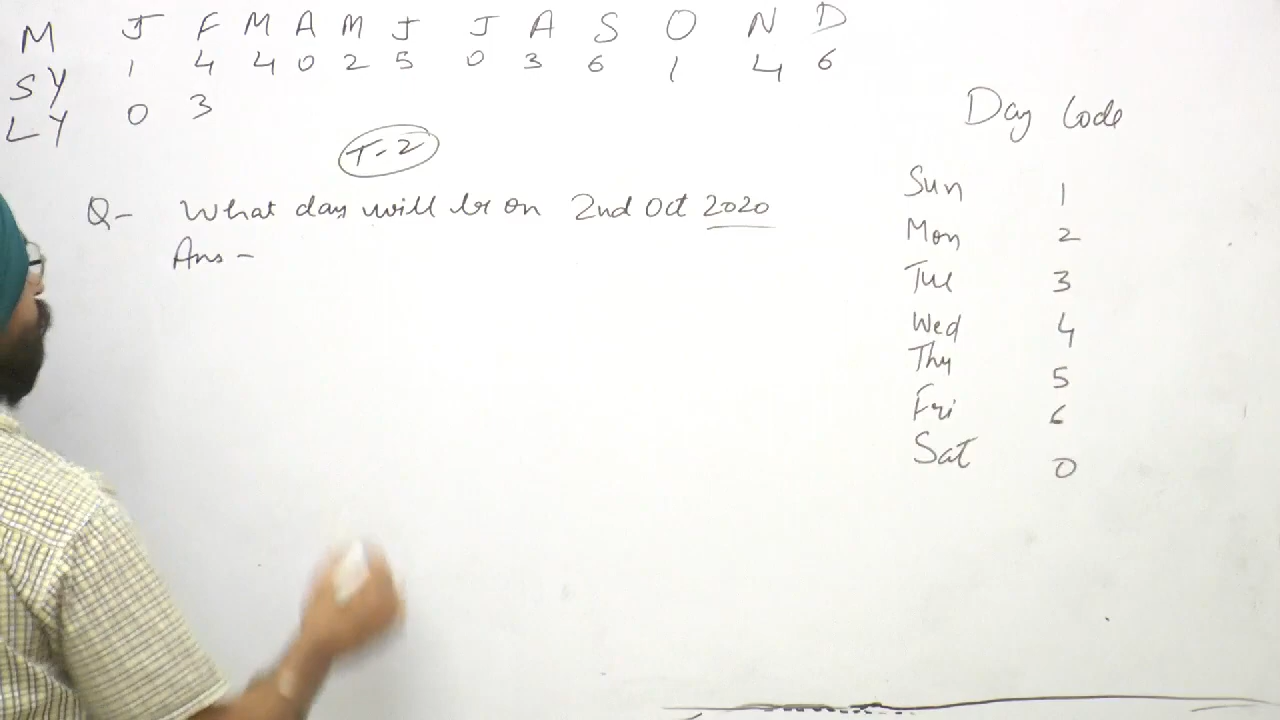 M J F M A M J J A S O N D
SY 1 4 4 0 2 5 0 3 6 1 4 6
LY 0 3
T-2
Q- What day will be on 2nd Oct 2020
Ans -
Day Code
Sun 1
Mon 2
Tue 3
Wed 4
Thu 5
Fri 6
Sat 0